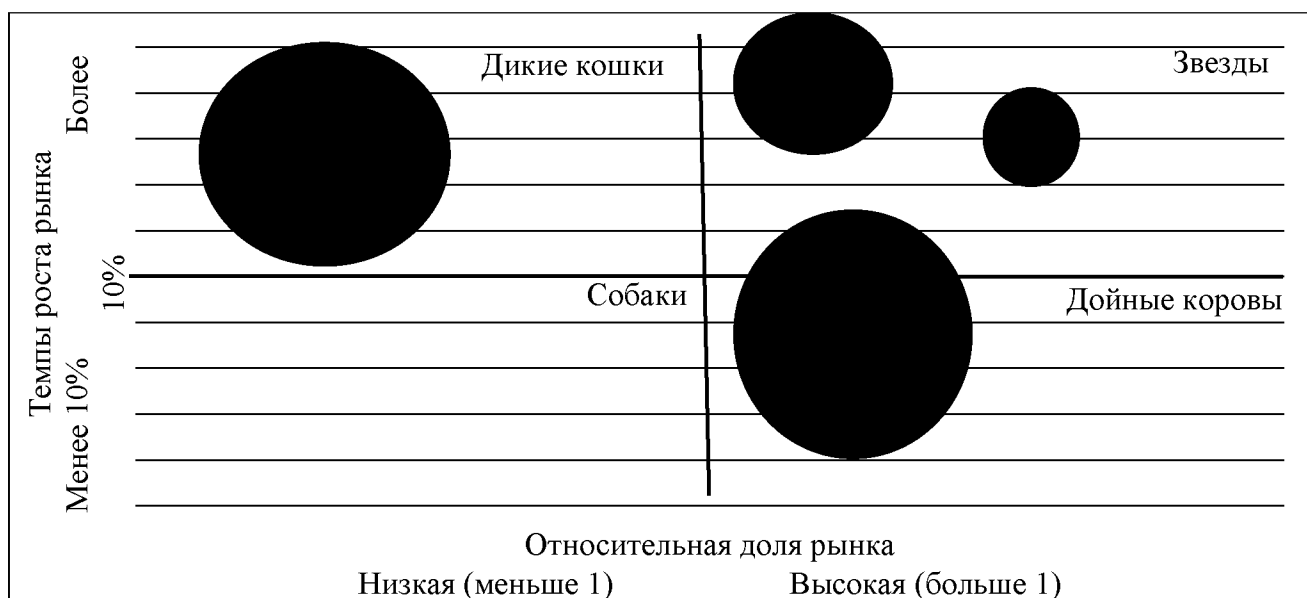 Дикие кошки
Звезды
Собаки
Дойные коровы
Темпы роста рынка
Более
10%
Менее 10%
Относительная доля рынка
Низкая (меньше 1)
Высокая (больше 1)